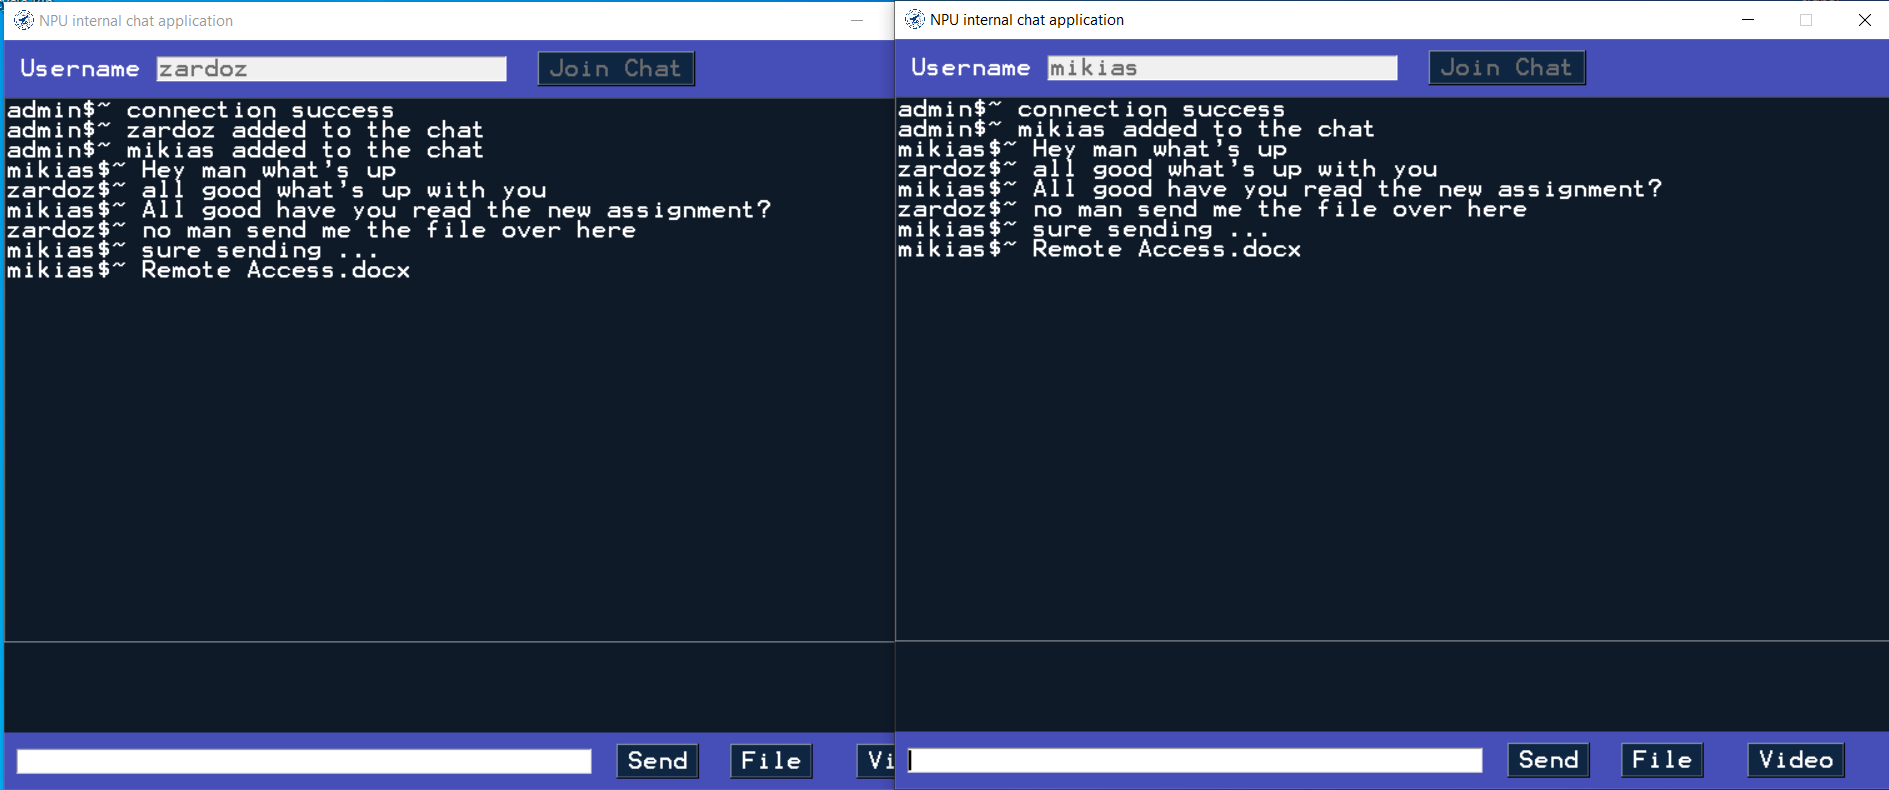 NPU internal chat application
Username zardoz Join Chat
admin$~ connection success
admin$~ zardoz added to the chat
admin$~ mikias added to the chat
mikias$~ Hey man what's up
zardoz$~ all good what's up with you
mikias$~ All good have you read the new assignment?
zardoz$~ no man send me the file over here
mikias$~ sure sending ...
mikias$~ Remote Access.docx
Send File Vi
NPU internal chat application
Username mikias Join Chat
admin$~ connection success
admin$~ mikias added to the chat
mikias$~ Hey man what's up
zardoz$~ all good what's up with you
mikias$~ All good have you read the new assignment?
zardoz$~ no man send me the file over here
mikias$~ sure sending ...
mikias$~ Remote Access.docx
Send File Video